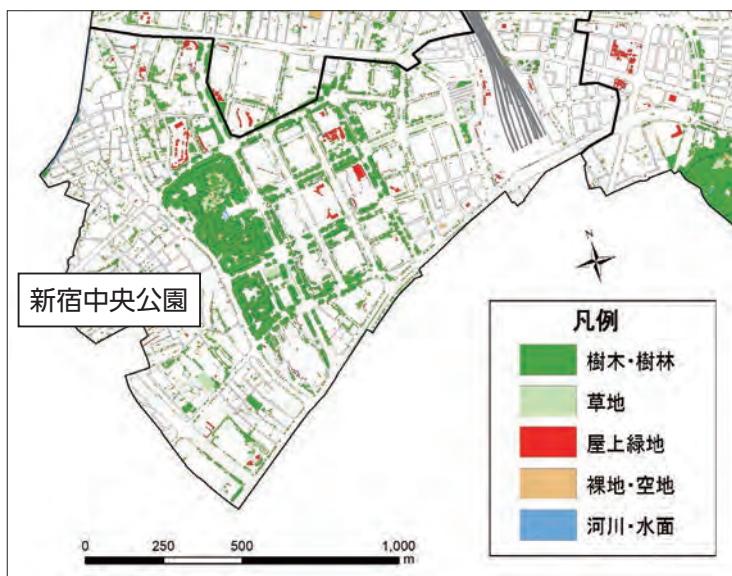 N
新宿中央公園
凡例
樹木・樹林
草地
屋上緑地
裸地・空地
河川・水面
0 250 500 1,000
m